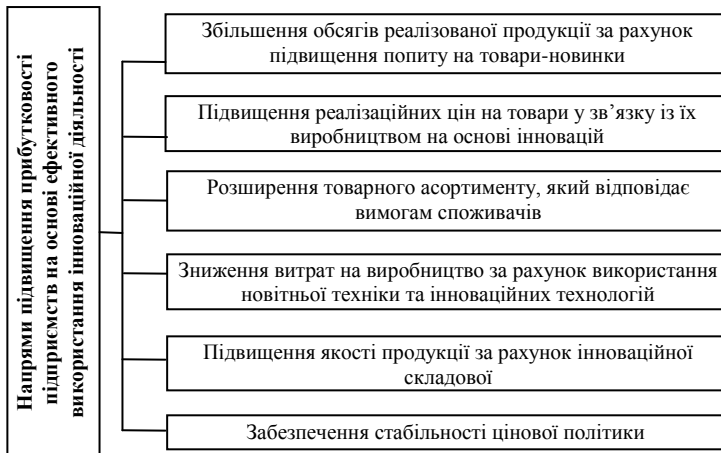 Напрями підвищення прибутковості
підприємств на основі ефективного
використання інноваційної діяльності
Збільшення обсягів реалізованої продукції за рахунок
підвищення попиту на товари-новинки
Підвищення реалізаційних цін на товари у зв’язку із їх
виробництвом на основі інновацій
Розширення товарного асортименту, який відповідає
вимогам споживачів
Зниження витрат на виробництво за рахунок використання
новітньої техніки та інноваційних технологій
Підвищення якості продукції за рахунок інноваційної
складової
Забезпечення стабільності цінової політики